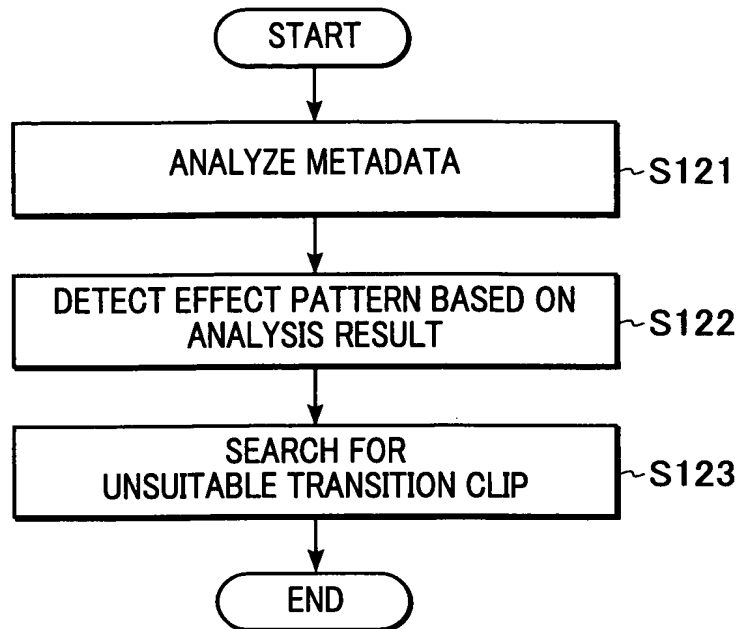 START
ANALYZE METADATA
S121
DETECT EFFECT PATTERN BASED ON
ANALYSIS RESULT
S122
SEARCH FOR
UNSUITABLE TRANSITION CLIP
S123
END